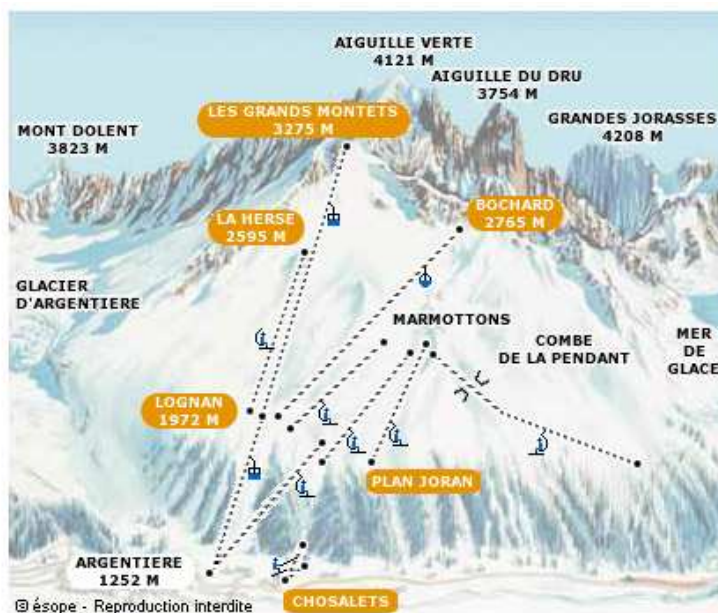 AIGUILLE VERTE
4121 M
AIGUILLE DU DRU
3754 M
LES GRANDS MONTETS
3275 M
GRANDES JORASSES
4208 M
MONT DOLENT
3823 M
BOCHARD
2765 M
LA HERSE
2595 M
GLACIER
D'ARGENTIERE
MARMOTTONS
COMBE
DE LA PENDANT
MER
DE
GLACE
LOGNAN
1972 M
PLAN JORAN
ARGENTIERE
1252 M
CHOSALETS
© ésope - Reproduction interdite